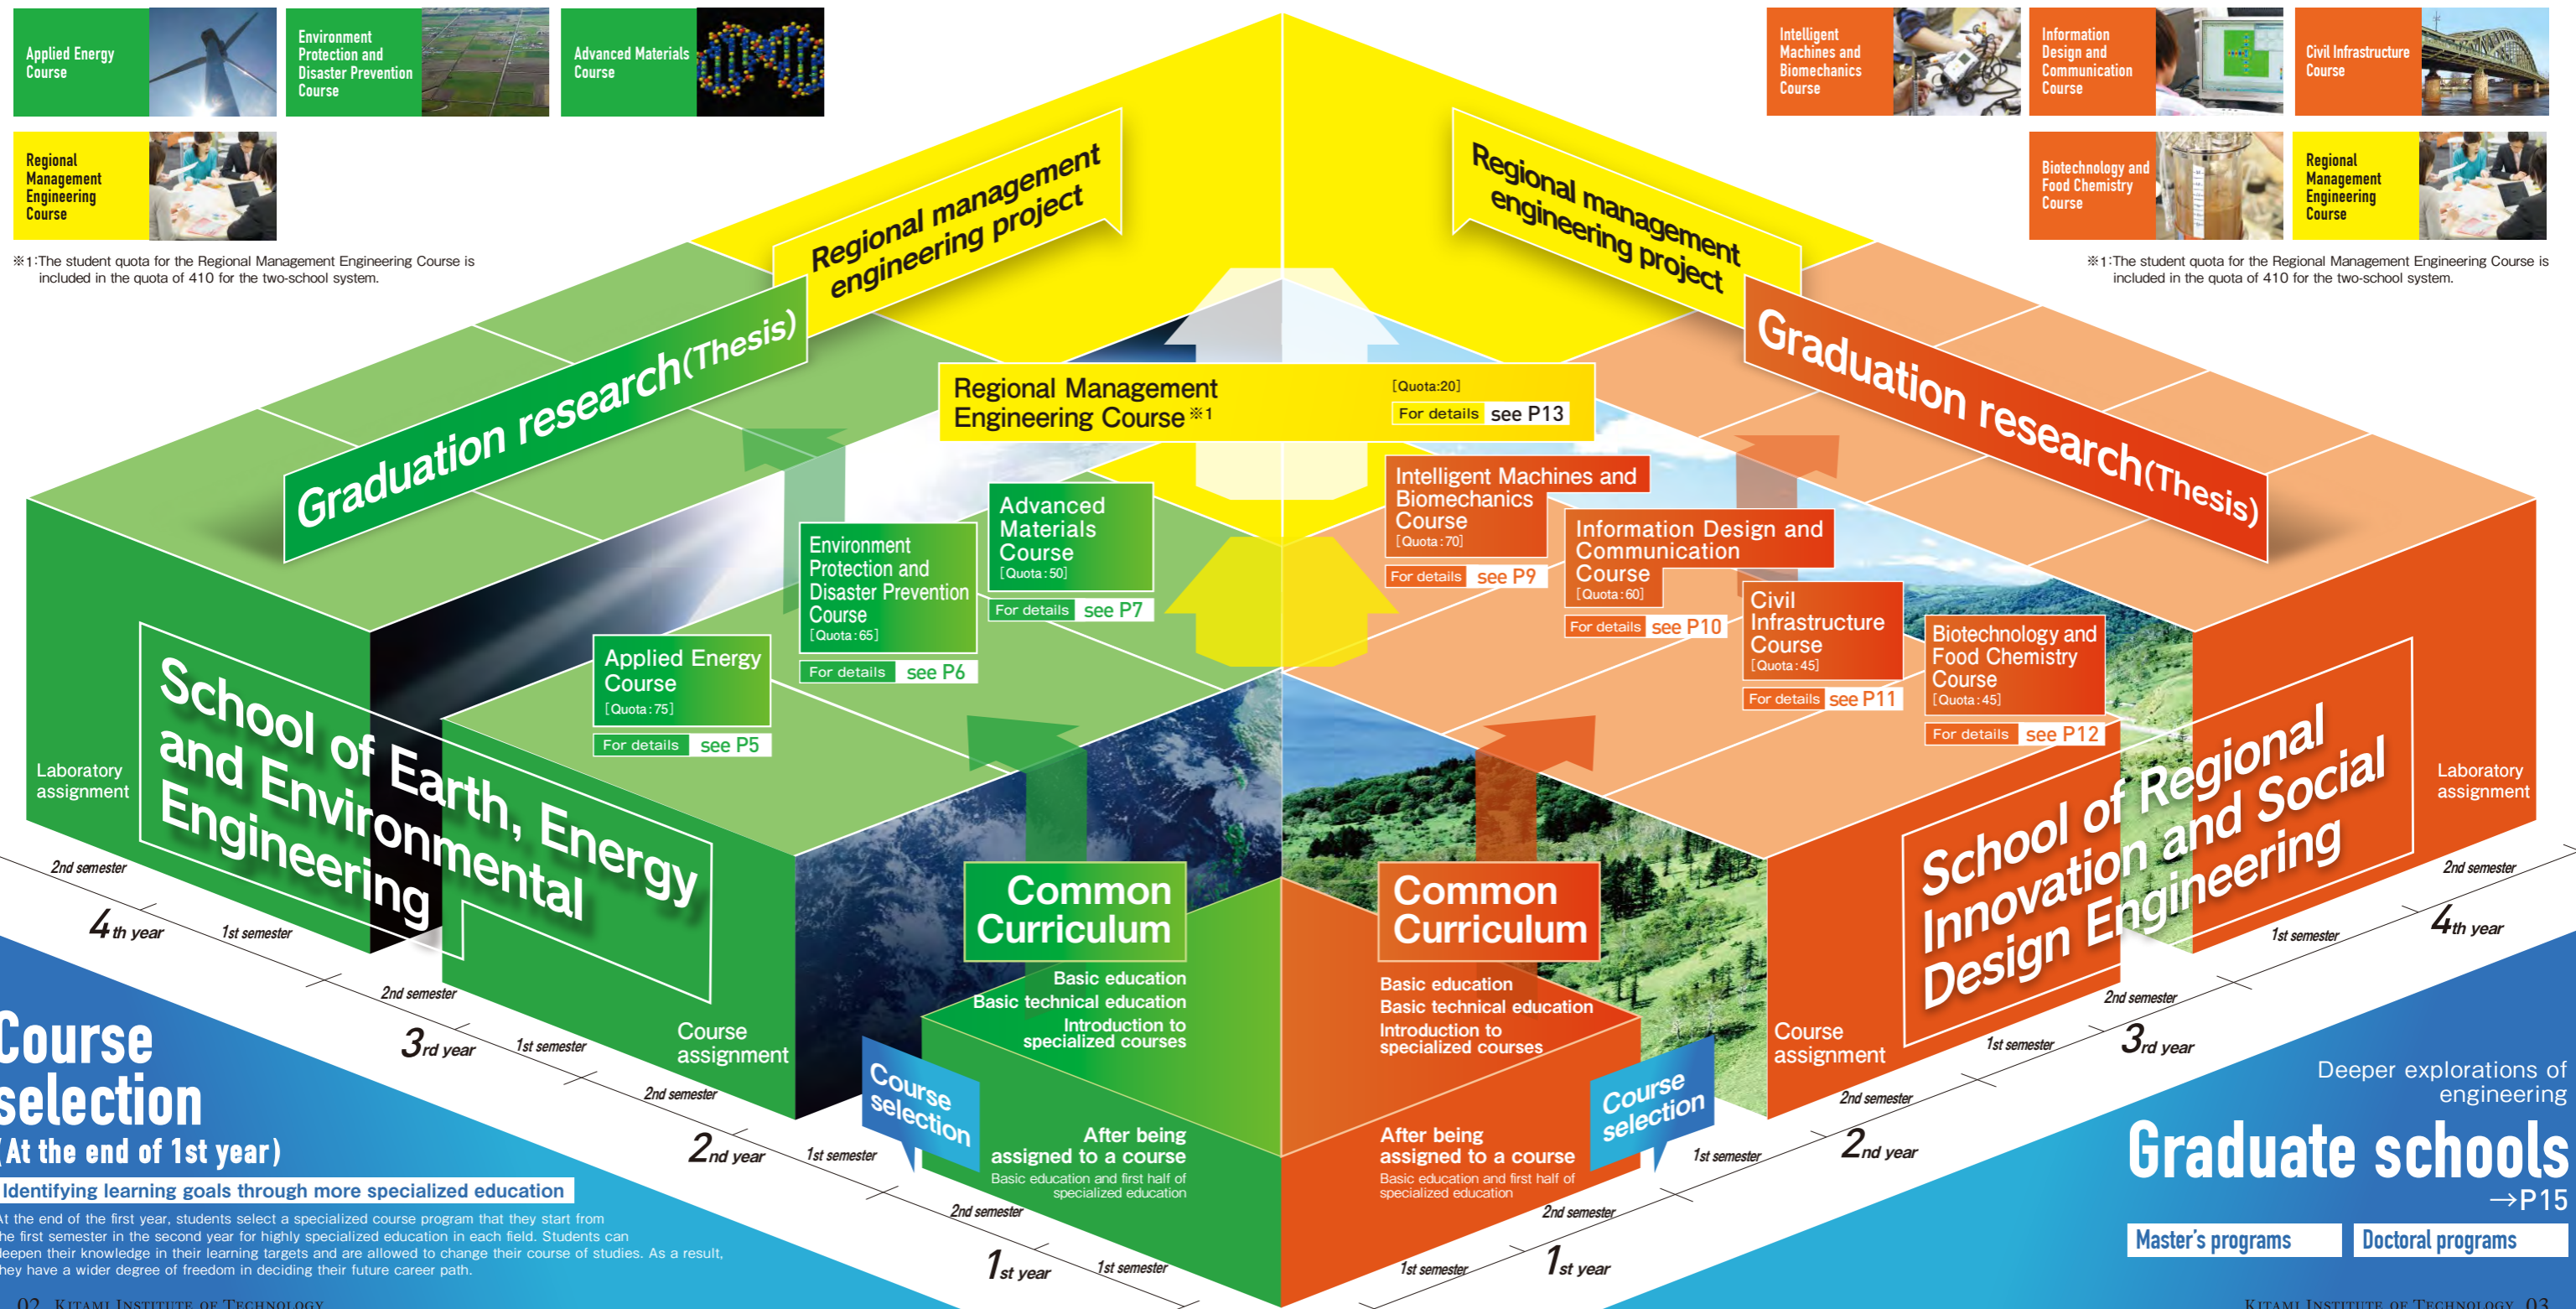 Applied Energy
Course
Environment
Protection and
Disaster Prevention
Course
Advanced Materials
Course
Regional
Management
Engineering
Course
※1:The student quota for the Regional Management Engineering Course is
included in the quota of 410 for the two-school system.
Intelligent
Machines and
Biomechanics
Course
Information
Design and
Communication
Course
Civil Infrastructure
Course
Biotechnology and
Food Chemistry
Course
Regional
Management
Engineering
Course
※1:The student quota for the Regional Management Engineering Course is
included in the quota of 410 for the two-school system.
Regional management
engineering project
Regional management
engineering project
Graduation research(Thesis)
Graduation research(Thesis)
Regional Management
Engineering Course ※1
[Quota:20]
For details see P13
Applied Energy
Course
[Quota:75]
For details see P5
Environment
Protection and
Disaster Prevention
Course
[Quota:65]
For details see P6
Advanced
Materials
Course
[Quota:50]
For details see P7
Intelligent Machines and
Biomechanics
Course
[Quota:70]
For details see P9
Information Design and
Communication
Course
[Quota:60]
For details see P10
Civil
Infrastructure
Course
[Quota:45]
For details see P11
Biotechnology and
Food Chemistry
Course
[Quota:45]
For details see P12
School of Earth, Energy
and Environmental
Engineering
School of Regional
Innovation and Social
Design Engineering
Laboratory
assignment
Laboratory
assignment
Course
assignment
Course
assignment
Common
Curriculum
Basic education
Basic technical education
Introduction to
specialized courses
After being
assigned to a course
Basic education and first half of
specialized education
Common
Curriculum
Basic education
Basic technical education
Introduction to
specialized courses
After being
assigned to a course
Basic education and first half of
specialized education
Course
selection
Course
selection
2nd semester
4th year
1st semester
2nd semester
3rd year
1st semester
2nd semester
2nd year
1st semester
2nd semester
1st year
1st semester
1st semester
1st year
2nd semester
1st semester
2nd year
2nd semester
1st semester
3rd year
2nd semester
1st semester
4th year
2nd semester
Course
selection
(At the end of 1st year)
Identifying learning goals through more specialized education
At the end of the first year, students select a specialized course program that they start from
the first semester in the second year for highly specialized education in each field. Students can
deepen their knowledge in their learning targets and are allowed to change their course of studies. As a result,
they have a wider degree of freedom in deciding their future career path.
Deeper explorations of
engineering
Graduate schools
→P15
Master's programs
Doctoral programs
02 KITAMI INSTITUTE OF TECHNOLOGY
KITAMI INSTITUTE OF TECHNOLOGY 03